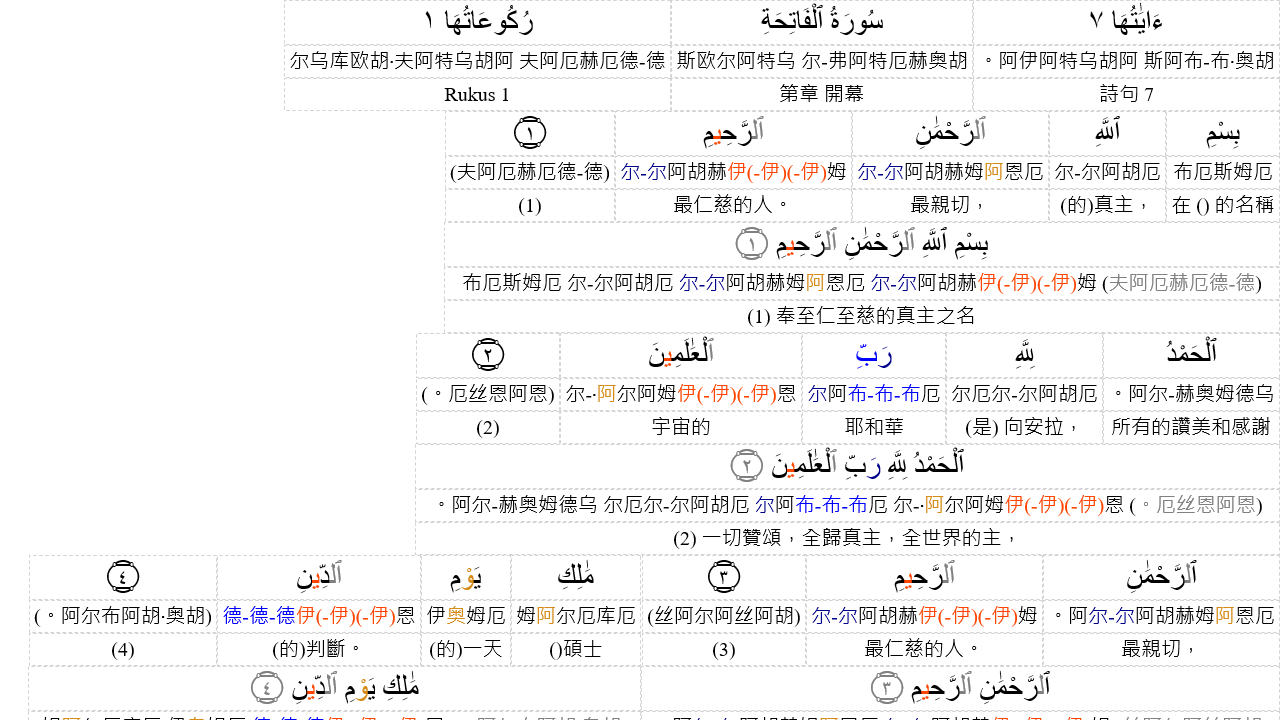 ءَايَٰتُهَا ٧ سُورَةُ ٱلْفَاتِحَةِ رُكُوعَاتُهَا ١
。阿伊阿特乌胡阿 斯阿布-布·奥胡 斯欧尔阿特乌 尔-弗阿特厄赫奥胡 尔乌库欧胡·夫阿特乌胡阿 夫阿厄赫厄德-德
詩句 7 第章 開幕 Rukus 1
بِسْمِ ٱللَّهِ ٱلرَّحْمَٰنِ ٱلرَّحِيمِ ١
布厄斯姆厄 尔-尔阿胡厄 尔-尔阿胡赫姆阿恩厄 尔-尔阿胡赫伊(-伊)(-伊)姆 (夫阿厄赫厄德-德)
在 () 的名稱 (的)真主， 最親切， 最仁慈的人。 (1)
بِسْمِ ٱللَّهِ ٱلرَّحْمَٰنِ ٱلرَّحِيمِ ١
布厄斯姆厄 尔-尔阿胡厄 尔-尔阿胡赫姆阿恩厄 尔-尔阿胡赫伊(-伊)(-伊)姆 (夫阿厄赫厄德-德)
(1) 奉至仁至慈的真主之名
ٱلْحَمْدُ لِلَّهِ رَبِّ ٱلْعَٰلَمِينَ ٢
。阿尔-赫奥姆德乌 尔厄尔-尔阿胡厄 尔阿布-布-布厄 尔-·阿尔阿姆伊(-伊)(-伊)恩 (。厄丝恩阿恩)
所有的讚美和感謝 (是) 向安拉， 耶和華 宇宙的 (2)
ٱلْحَمْدُ لِلَّهِ رَبِّ ٱلْعَٰلَمِينَ ٢
。阿尔-赫奥姆德乌 尔厄尔-尔阿胡厄 尔阿布-布-布厄 尔-·阿尔阿姆伊(-伊)(-伊)恩 (。厄丝恩阿恩)
(2) 一切贊頌，全歸真主，全世界的主，
ٱلرَّحْمَٰنِ ٱلرَّحِيمِ ٣ مَٰلِكِ يَوْمِ ٱلدِّينِ ٤
。阿尔-尔阿胡赫姆阿恩厄 尔-尔阿胡赫伊(-伊)(-伊)姆 (丝阿尔阿丝阿胡) 姆阿尔厄库厄 伊奥姆厄 德-德-德伊(-伊)(-伊)恩 (。阿尔布阿胡·奥胡)
最親切， 最仁慈的人。 (3) ()碩士 (的)一天 (的)判斷。 (4)
ٱلرَّحْمَٰنِ ٱلرَّحِيمِ ٣ مَٰلِكِ يَوْمِ ٱلدِّينِ ٤